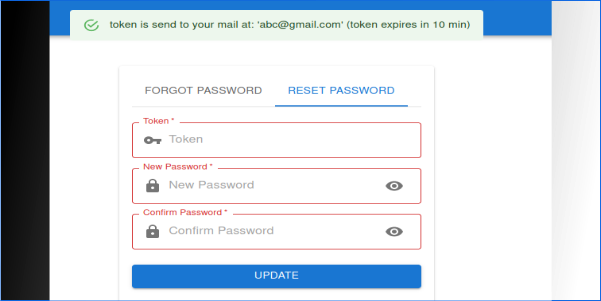 token is send to your mail at: 'abc@gmail.com' (token expires in 10 min)
FORGOT PASSWORD RESET PASSWORD
Token *
Token
New Password *
New Password
Confirm Password *
Confirm Password
UPDATE